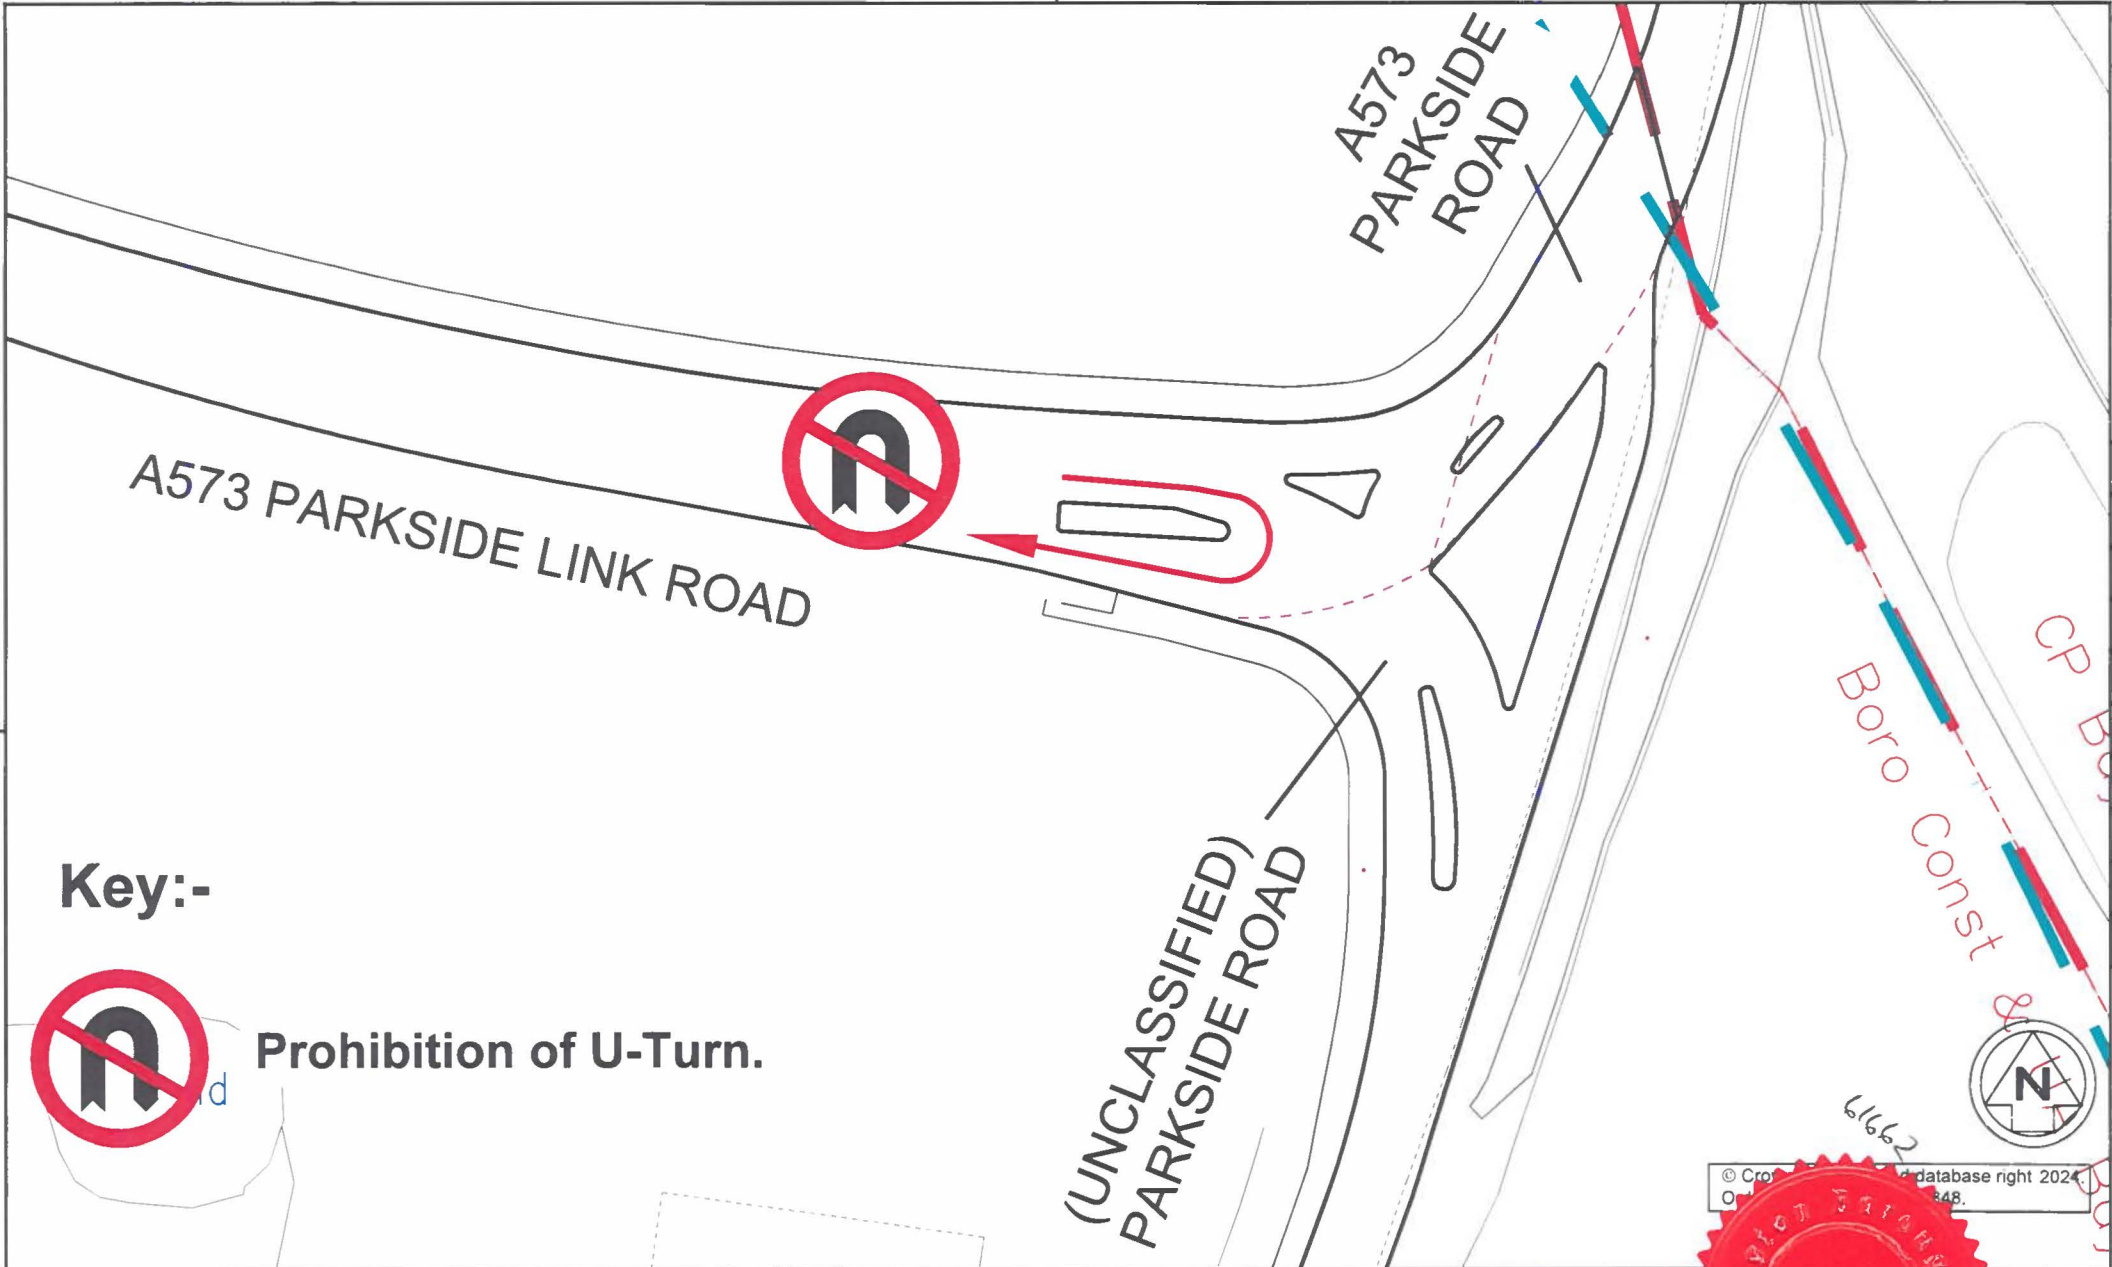 A573
PARKSIDE
ROAD
A573 PARKSIDE LINK ROAD
CP
Boro Const &
Key:-
Prohibition of U-Turn.
d
(UNCLASSIFIED)
PARKSIDE ROAD
N
61662
© database right 2024.
848.